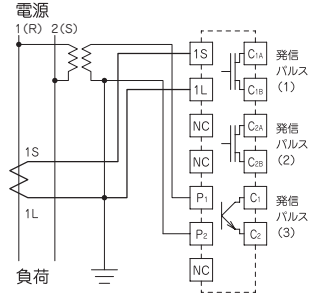 電源
1(R) 2(S)
1S
C1A
発信
パルス
(1)
1L
C1B
NC
C2A
発信
パルス
(2)
1S
NC
C2B
P1
C1
発信
パルス
(3)
1L
P2
C2
負荷
NC